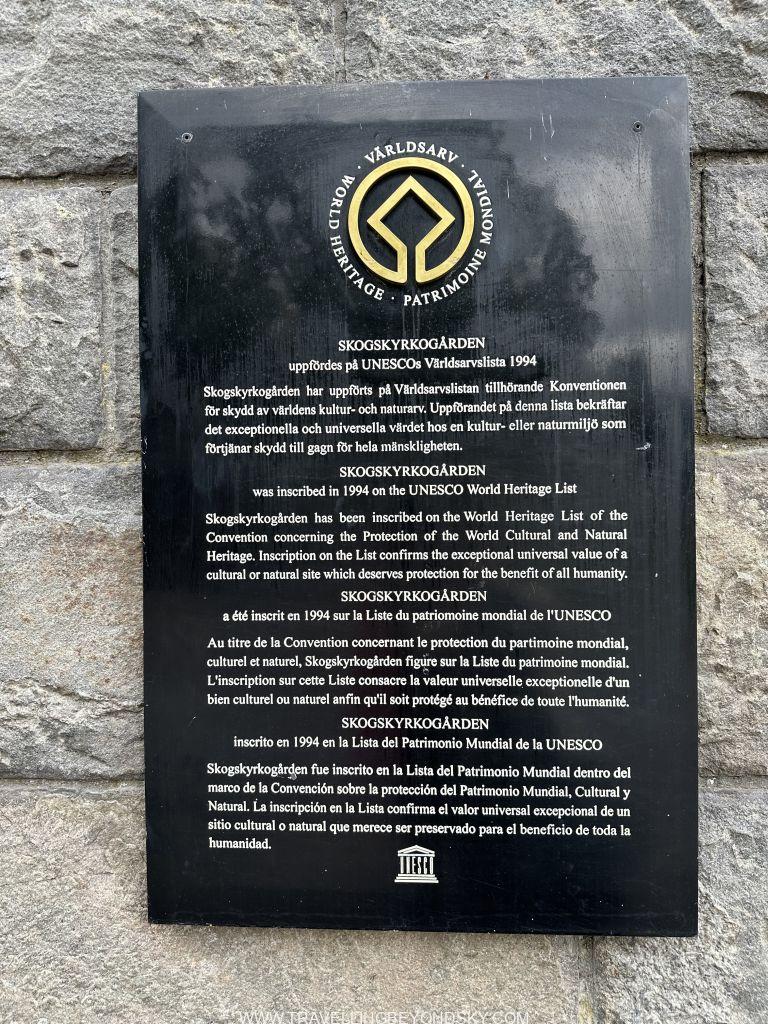 · VÄRLDSARV ·
WORLD HERITAGE · PATRIMOINE MONDIAL
SKOGSKYRKOGÅRDEN
uppfördes på UNESCOs Världsarvslista 1994
Skogskyrkogården har uppförts på Världsarvslistan tillhörande Konventionen
för skydd av världens kultur- och naturarv. Uppförandet på denna lista bekräftar
det exceptionella och universella värdet hos en kultur- eller naturmiljö som
förtjänar skydd till gagn för hela mänskligheten.
SKOGSKYRKOGÅRDEN
was inscribed in 1994 on the UNESCO World Heritage List
Skogskyrkogården has been inscribed on the World Heritage List of the
Convention concerning the Protection of the World Cultural and Natural
Heritage. Inscription on the List confirms the exceptional universal value of a
cultural or natural site which deserves protection for the benefit of all humanity.
SKOGSKYRKOGÅRDEN
a été inscrit en 1994 sur la Liste du patriomoine mondial de l'UNESCO
Au titre de la Convention concernant le protection du partimoine mondial,
culturel et naturel, Skogskyrkogården figure sur la Liste du patrimoine mondial.
L'inscription sur cette Liste consacre la valeur universelle exceptionelle d'un
bien culturel ou naturel anfin qu'il soit protégé au bénéfice de toute l'humanité.
SKOGSKYRKOGÅRDEN
inscrito en 1994 en la Lista del Patrimonio Mundial de la UNESCO
Skogskyrkogården fue inscrito en la Lista del Patrimonio Mundial dentro del
marco de la Convención sobre la protección del Patrimonio Mundial, Cultural y
Natural. La inscripción en la Lista confirma el valor universal excepcional de un
sitio cultural o natural que merece ser preservado para el beneficio de toda la
humanidad.
UNESCO
WWW.TRAVELLINGBEYONDSKY.COM